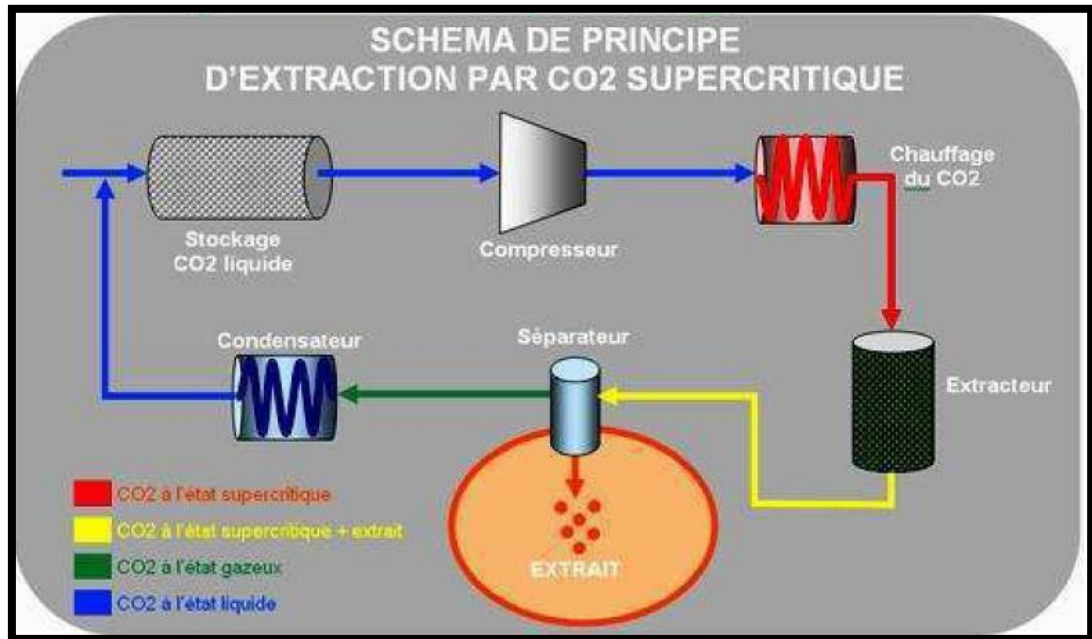 SCHEMA DE PRINCIPE
D'EXTRACTION PAR CO2 SUPERCRITIQUE
Stockage
CO2 liquide
Compresseur
Chauffage
du CO2
Condensateur
Séparateur
Extracteur
EXTRAIT
CO2 à l'état supercritique
CO2 à l'état supercritique + extrait
CO2 à l'état gazeux
CO2 à l'état liquide